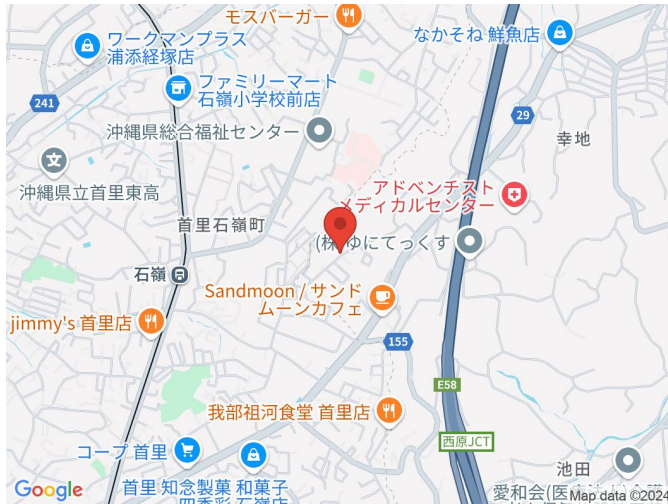 モスバーガー
なかそね 鮮魚店
ワークマンプラス
浦添経塚店
ファミリーマート
石嶺小学校前店
241
29
沖縄県総合福祉センター
幸地
沖縄県立首里東高
アドベンチスト
メディカルセンター
首里石嶺町
(株)ゆにてっくす
石嶺
Sandmoon / サンド
ムーンカフェ
jimmy's 首里店
155
E58
我部祖河食堂 首里店
西原JCT
コープ 首里
池田
首里 知念製菓 和菓子
Google
Map data ©2024